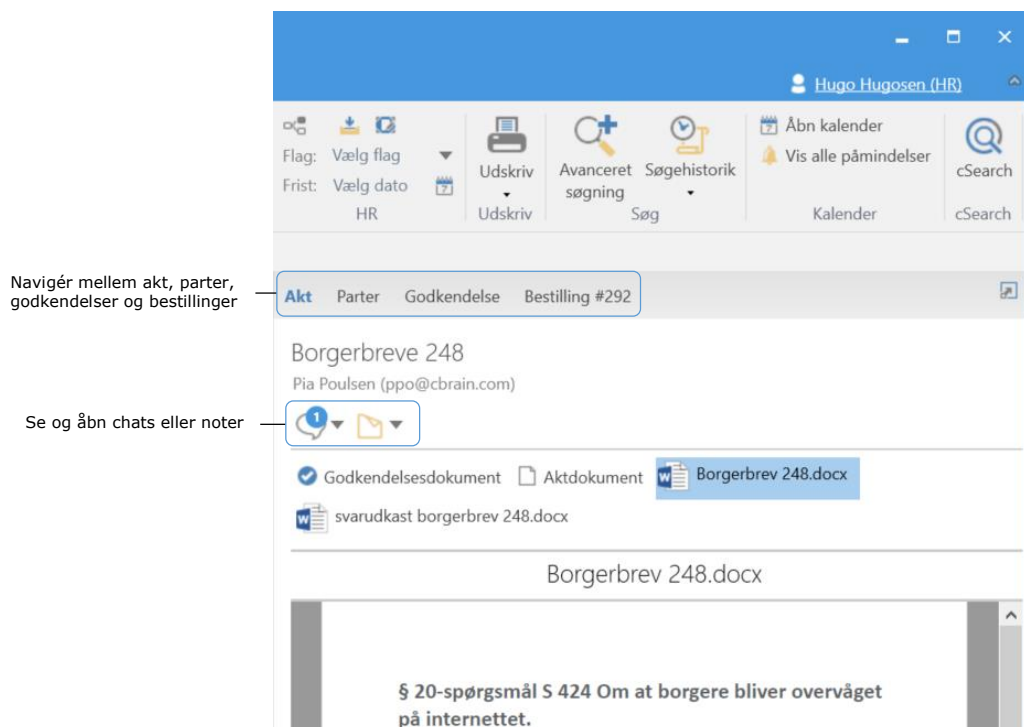 Hugo Hugosen (HR)
Flag: Vælg flag
Frist: Vælg dato 7
HR
Udskriv
Udskriv
Avanceret
søgning
Søgehistorik
Søg
7 Åbn kalender
Vis alle påmindelser
Kalender
cSearch
cSearch
Navigér mellem akt, parter,
godkendelser og bestillinger
Akt Parter Godkendelse Bestilling #292
Borgerbreve 248
Pia Poulsen (ppo@cbrain.com)
Se og åbn chats eller noter
1
Godkendelsesdokument Aktdokument W Borgerbrev 248.docx
W svarudkast borgerbrev 248.docx
Borgerbrev 248.docx
§ 20-spørgsmål S 424 Om at borgere bliver overvåget
på internettet.